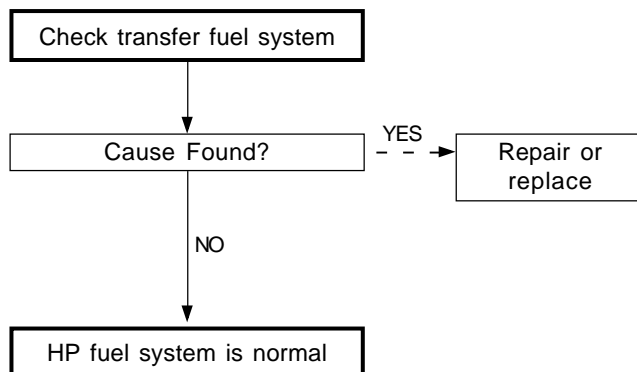 Check transfer fuel system
Cause Found?
YES
Repair or
replace
NO
HP fuel system is normal